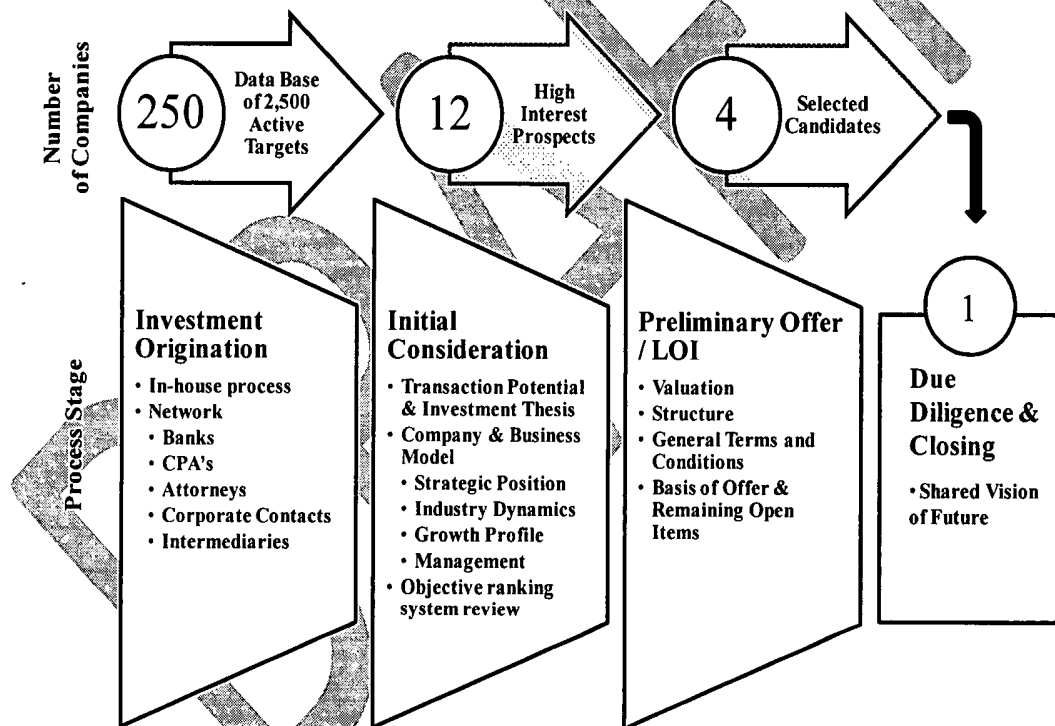 Number
of Companies
250
Data Base
of 2,500
Active
Targets
12
High
Interest
Prospects
4
Selected
Candidates
1
Process Stage
Investment
Origination
• In-house process
• Network
• Banks
• CPA's
• Attorneys
• Corporate Contacts
• Intermediaries
Initial
Consideration
• Transaction Potential
& Investment Thesis
• Company & Business
Model
• Strategic Position
• Industry Dynamics
• Growth Profile
• Management
• Objective ranking
system review
Preliminary Offer
/ LOI
• Valuation
• Structure
• General Terms and
Conditions
• Basis of Offer &
Remaining Open
Items
Due
Diligence &
Closing
• Shared Vision
of Future